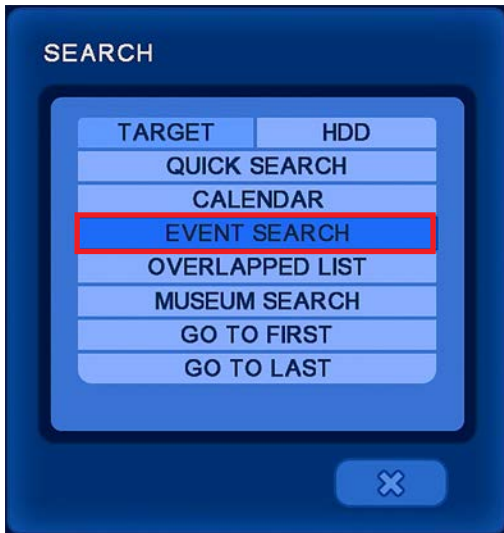 SEARCH
TARGET HDD
QUICK SEARCH
CALENDAR
EVENT SEARCH
OVERLAPPED LIST
MUSEUM SEARCH
GO TO FIRST
GO TO LAST